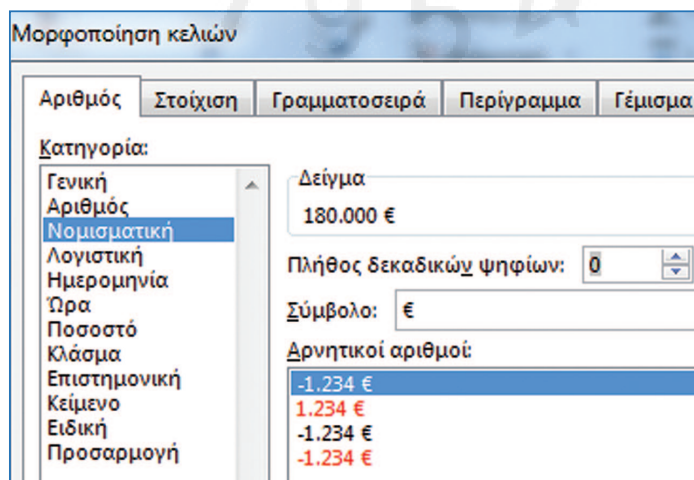 Μορφοποίηση κελιών
Αριθμός Στοίχιση Γραμματοσειρά Περίγραμμα Γέμισμα
Κατηγορία:
Γενική
Αριθμός
Νομισματική
Λογιστική
Ημερομηνία
Ώρα
Ποσοστό
Κλάσμα
Επιστημονική
Κείμενο
Ειδική
Προσαρμογή
Δείγμα
180.000 €
Πλήθος δεκαδικών ψηφίων: 0
Σύμβολο: €
Αρνητικοί αριθμοί:
-1.234 €
1.234 €
-1.234 €
-1.234 €